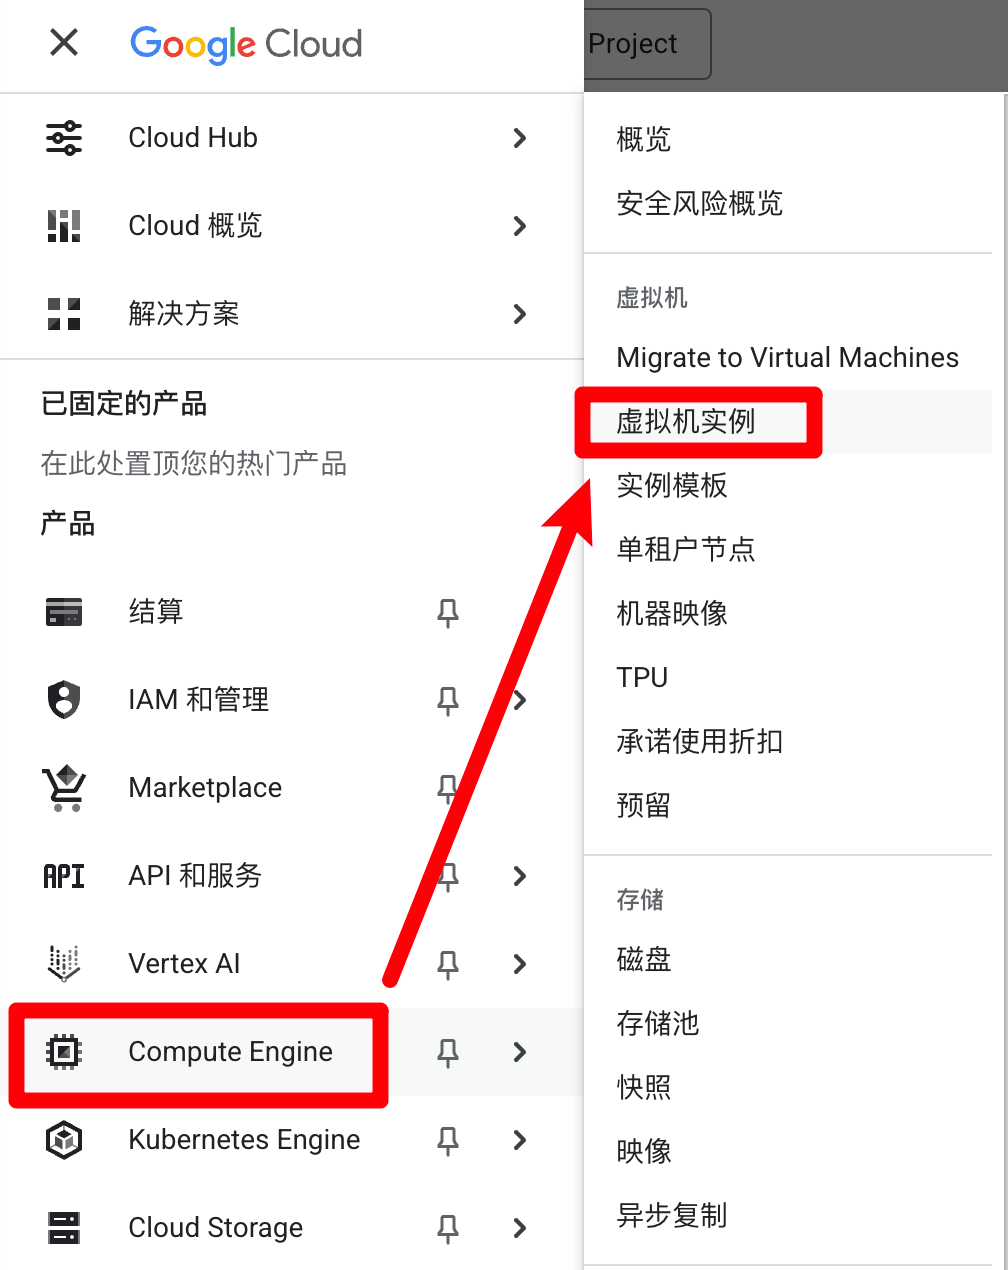 Google Cloud
Cloud Hub
Cloud 概览
解决方案
已固定的产品
在此处置顶您的热门产品
产品
结算
IAM 和管理
Marketplace
API 和服务
Vertex AI
Compute Engine
Kubernetes Engine
Cloud Storage
Project
概览
安全风险概览
虚拟机
Migrate to Virtual Machines
虚拟机实例
实例模板
单租户节点
机器映像
TPU
承诺使用折扣
预留
存储
磁盘
存储池
快照
映像
异步复制